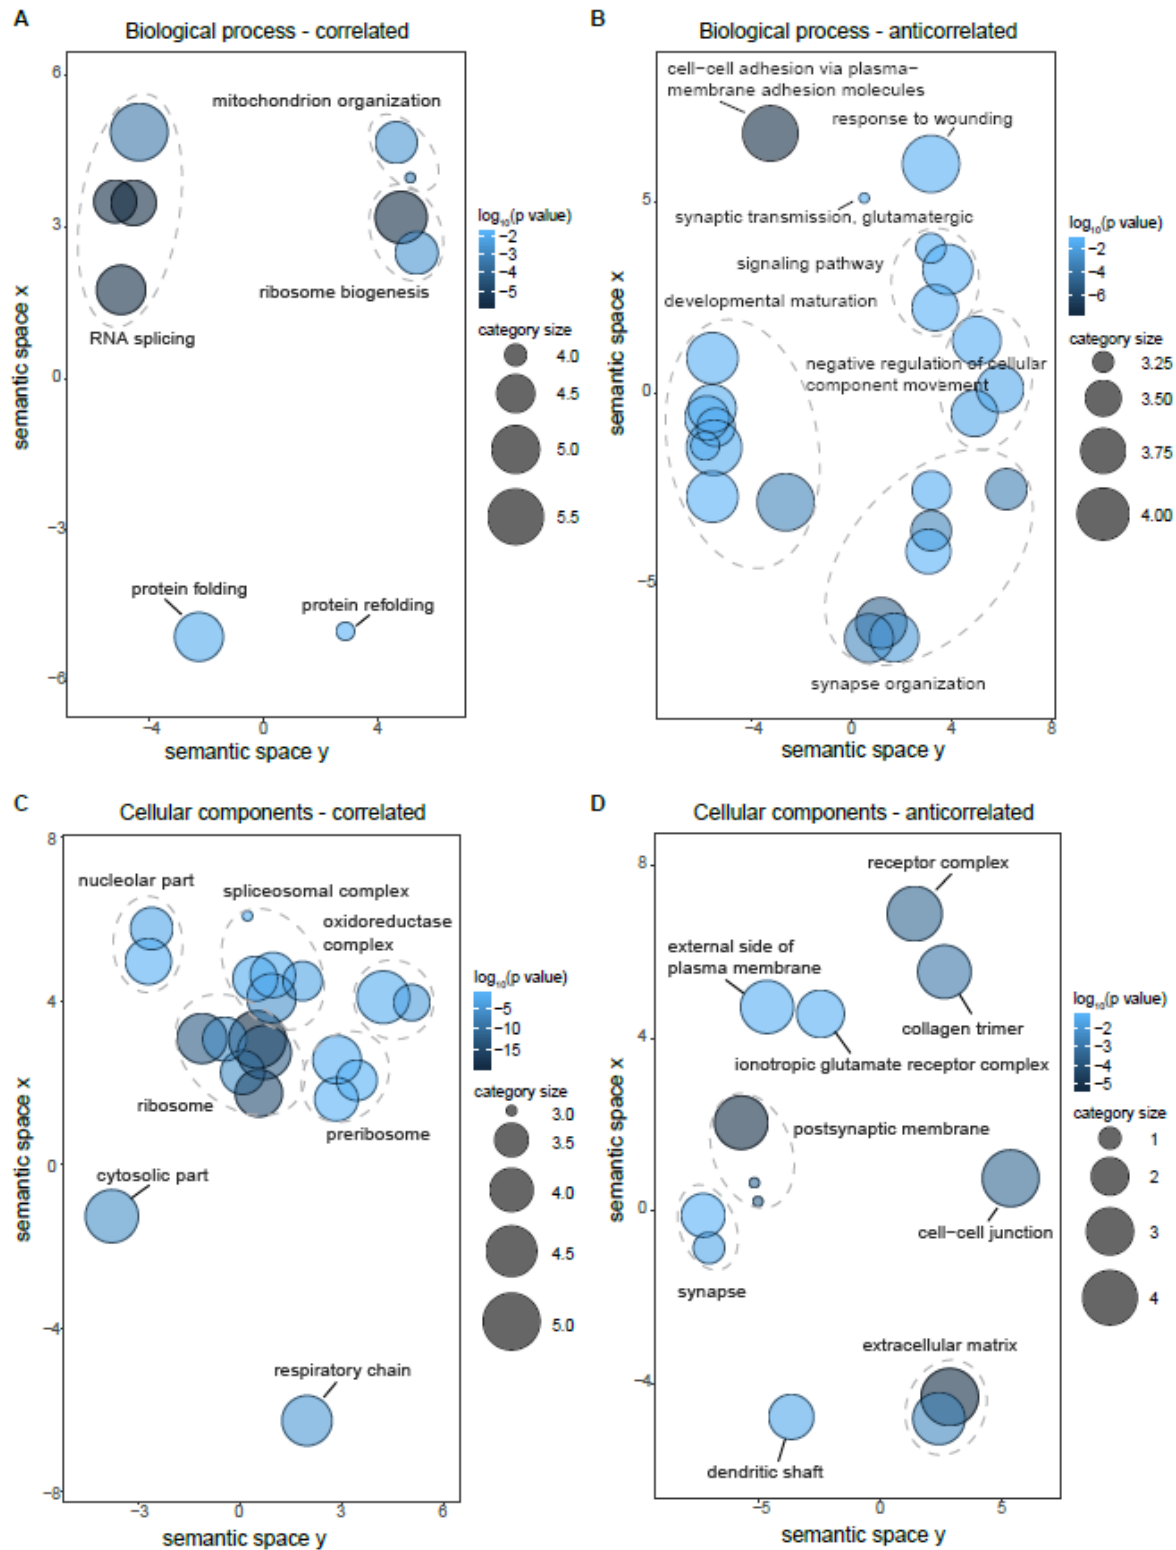 A
Biological process - correlated
6
3
0
−3
−6
semantic space x
mitochondrion organization
ribosome biogenesis
RNA splicing
protein folding
protein refolding
−4
0
4
semantic space y
log10(p value)
−2
−3
−4
−5
category size
4.0
4.5
5.0
5.5
B
Biological process - anticorrelated
cell−cell adhesion via plasma−
membrane adhesion molecules
response to wounding
5
0
−5
semantic space x
synaptic transmission, glutamatergic
signaling pathway
developmental maturation
negative regulation of cellular
component movement
synapse organization
−4
0
4
8
semantic space y
log10(p value)
−2
−4
−6
category size
3.25
3.50
3.75
4.00
C
Cellular components - correlated
8
4
0
−4
−8
semantic space x
nucleolar part
spliceosomal complex
oxidoreductase
complex
ribosome
preribosome
cytosolic part
respiratory chain
−3
0
3
6
semantic space y
log10(p value)
−5
−10
−15
category size
3.0
3.5
4.0
4.5
5.0
D
Cellular components - anticorrelated
8
4
0
−4
semantic space x
receptor complex
external side of
plasma membrane
collagen trimer
ionotropic glutamate receptor complex
postsynaptic membrane
cell−cell junction
synapse
extracellular matrix
dendritic shaft
−5
0
5
semantic space y
log10(p value)
−2
−3
−4
−5
category size
1
2
3
4